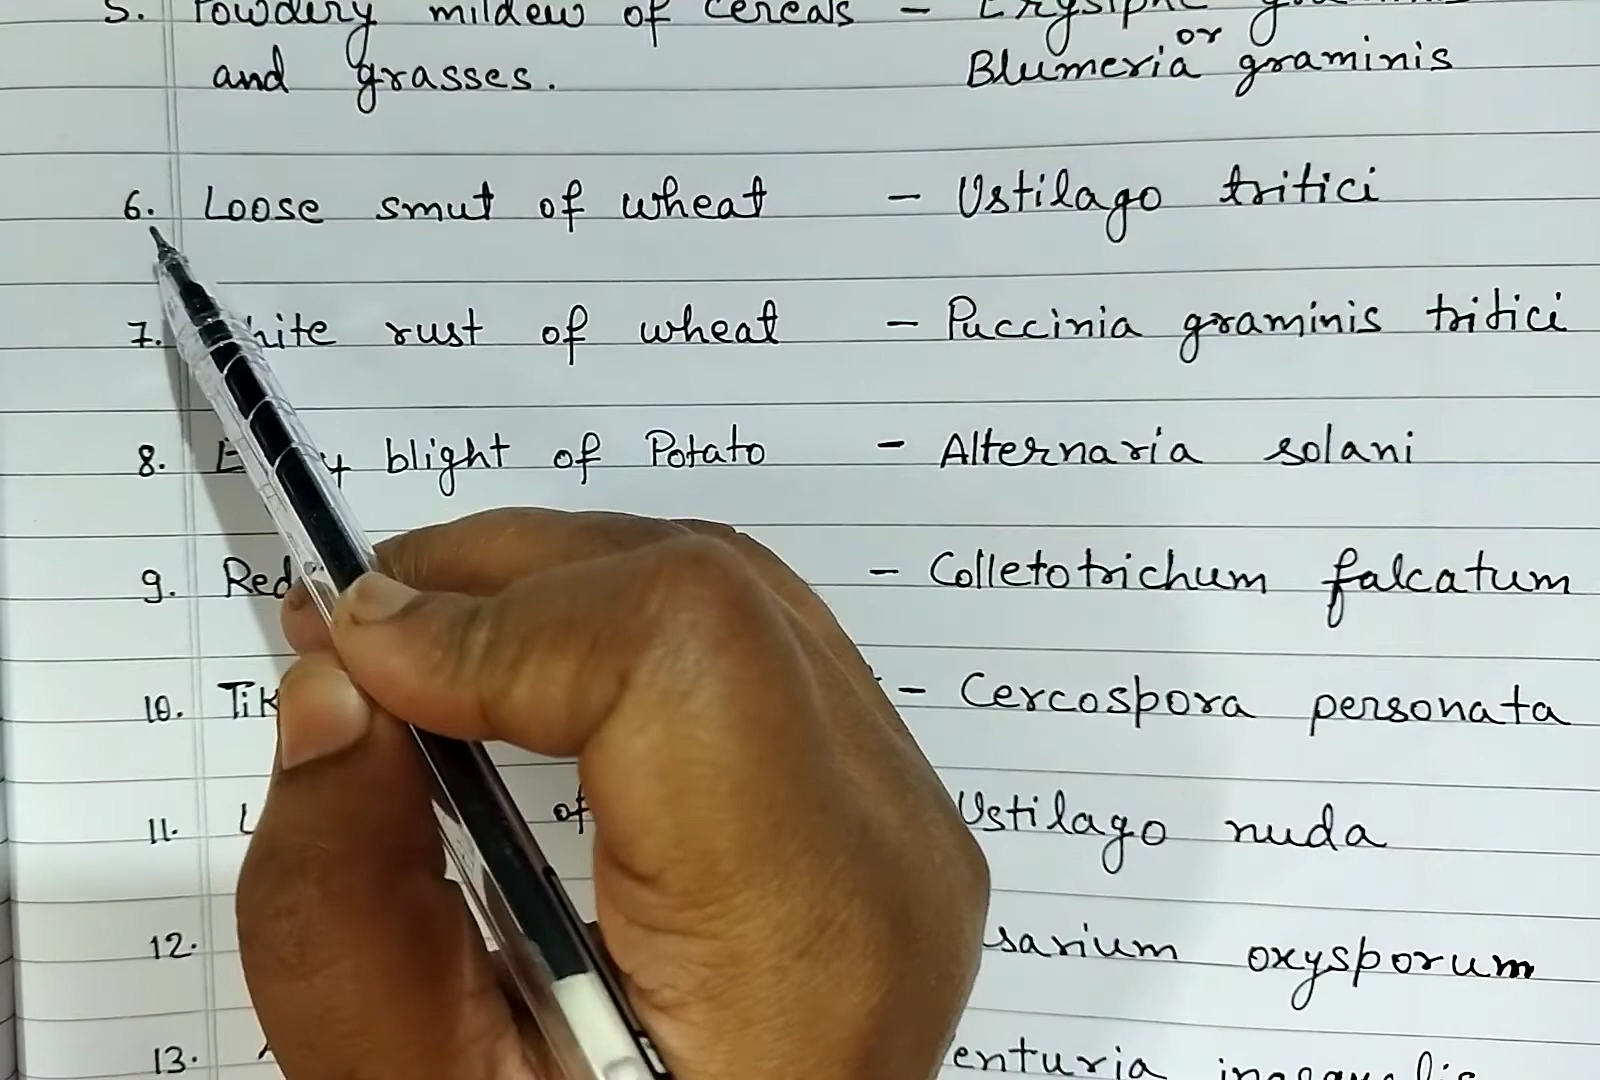 5. Powdery mildew of cereals - Erysiphe
or
and grasses. Blumeria graminis
6. Loose smut of wheat - Ustilago tritici
7. rust of wheat - Puccinia graminis tritici
8. blight of Potato - Alternaria solani
9. Red - Colletotrichum falcatum
10. - Cercospora personata
11. of Ustilago nuda
12. oxysporum
13.